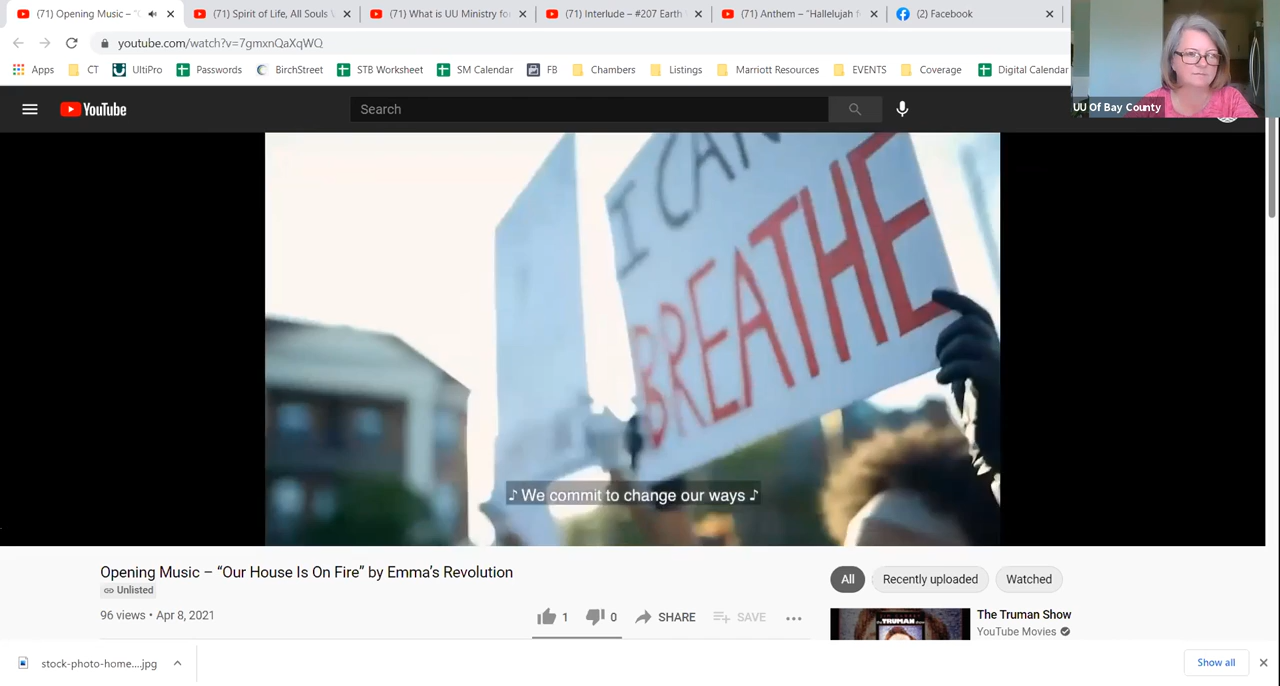 (71) Opening Music – "
(71) Spirit of Life, All Souls
(71) What is UU Ministry for
(71) Interlude – #207 Earth
(71) Anthem – "Hallelujah f
(2) Facebook
youtube.com/watch?v=7gmxnQaXqWQ
Apps CT UltiPro Passwords BirchStreet STB Worksheet SM Calendar FB Chambers Listings Marriott Resources EVENTS Coverage Digital Calendar
UU Of Bay County
YouTube
Search
I CAN
BREATHE
♪ We commit to change our ways ♪
Opening Music – “Our House Is On Fire” by Emma’s Revolution
Unlisted
96 views • Apr 8, 2021
1 0 SHARE SAVE
All Recently uploaded Watched
TRUMAN
The Truman Show
YouTube Movies
stock-photo-home....jpg
Show all